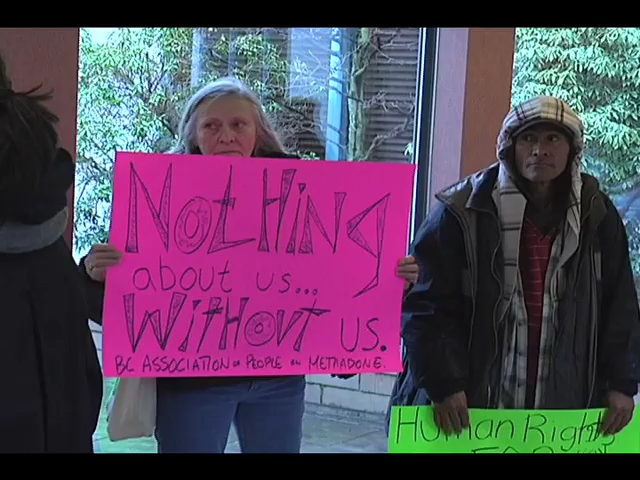 NotHiNg
about us...
WitHOUT us.
BC ASSOCIATION OF PEOPLE ON METHADONE.
Human Rights